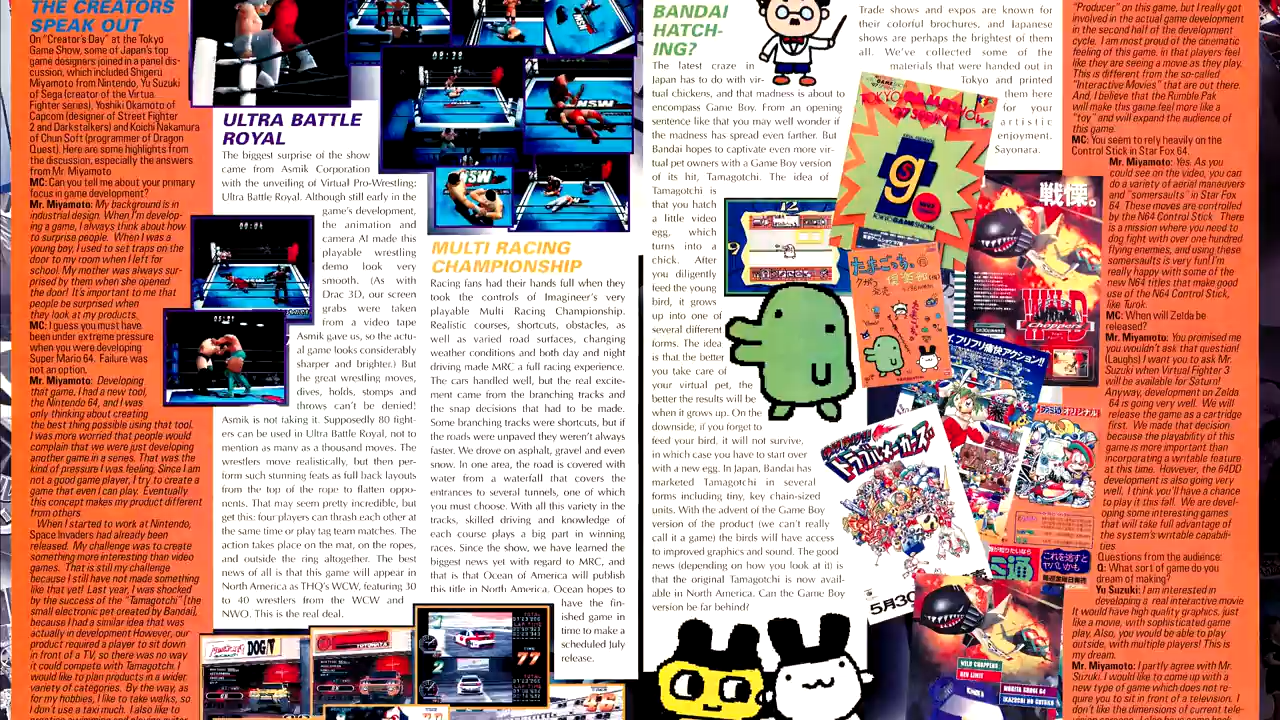 THE CREATORS
SPEAK OUT
On "Creator's Day" at the Tokyo
Game Show, some of Japan's top
game designers joined in a panel dis-
cussion, which included Shigeru
Miyamoto from Nintendo, Yu Suzuki
of Sega (creator of the Virtua
Fighter series), Yoshiki Okamoto of
Capcom (designer of Street Fighter
2 and Darkstalkers) and Koichi Nakamura
of Chun Soft (programmer of Dragon
Quest). Here are some highlights from
the discussion, especially the answers
from Mr. Miyamoto
MC: Can you tell me about your primary
focus in game development?
Mr. Miyamoto: My background is in
industrial design. When I'm develop-
ing a game, I always think about how
to surprise people. When I was a
young boy, I used to set traps on the
door to my room when I left for
school. My mother was always sur-
prised by them when she opened
the door! It's important to me that
people be surprised when
they look at my products.
MC: I guess you must have
been under extreme pressure
when you were developing
Super Mario 64. Failure was
not an option.
Mr. Miyamoto: Developing
that game, I had a new tool,
the Nintendo 64, and I was
only thinking about creating
the best thing possible using that tool.
I was more worried that people would
complain that we were just developing
another game in a series. That was the
kind of pressure I was feeling. Since I am
not a good game player, I try to create a
game that even I can play. Eventually
this concept makes my product different
from others.
When I started to work at Nintendo,
Space Invaders had already been
released. My challenge was to create
something more interesting than video
games. That is still my challenge
because I still have not made something
like that yet! Last year, I was shocked
by the success of the "Tamagotchi" (the
small electronic pet created by Bandai),
because I had a similar idea that was
actually in development However, our
product required a player to sit down
in front of a TV, so there was no way
it could compete with Tamagotchi. I
would like to plan products in a wider
variety of categories. By the way, as
for my hobbies, I like to take walks, so
I don't use a taxi much. I also like to
ULTRA BATTLE
ROYAL
The biggest surprise of the show
came from Asmik Corporation
with the unveiling of Virtual Pro-Wrestling:
Ultra Battle Royal. Although still early in the
game's development,
the animation and
camera AI made this
playable wrestling
demo look very
smooth. (As with
Drac 3D, our screen
grabs were taken
from a video tape
Asmik gave us, so the actu-
al game looks considerably
sharper and brighter.) But
the great wrestling moves,
dives, holds, stomps and
throws can't be denied!
Asmik is not taking it. Supposedly 80 fight-
ers can be used in Ultra Battle Royal, not to
mention as many as a thousand moves. The
wrestlers move realistically, but then per-
form such stunning feats as full back layouts
from the top of the rope to flatten oppo-
nents. That may seem pretty incredible, but
get this: four players can thrash each other at
the same time or play tag team matches. The
action takes place on the mat, on the ropes,
and outside the ring altogether. The best
news of all is that this game will appear in
North America as THQ's WCW, featuring 30
to 40 wrestlers from the WCW and
NWO. This is the real deal.
MULTI RACING
CHAMPIONSHIP
Racing fans had their hands full when they
took the controls of Imagineer's very
playable Multi Racing Championship.
Realistic courses, shortcuts, obstacles, as
well as varied road surfaces, changing
weather conditions and both day and night
driving made MRC a full racing experience.
The cars handled well, but the real excite-
ment came from the branching tracks and
the snap decisions that had to be made.
Some branching tracks were shortcuts, but if
the roads were unpaved they weren't always
faster. We drove on asphalt, gravel and even
snow. In one area, the road is covered with
water from a waterfall that covers the
entrances to several tunnels, one of which
you must choose. With all this variety in the
tracks, skilled driving and knowledge of
each course plays a big part in winning
races. Since the show, we have learned the
biggest news yet with regard to MRC, and
that is that Ocean of America will publish
this title in North America. Ocean hopes to
have the fin-
ished game in
time to make a
scheduled July
release.
BANDAI
HATCH-
ING?
The latest craze in
Japan has to do with vir-
tual chickens, and that madness is about to
encompass Game Boy. From an opening
sentence like that you may well wonder if
the madness has spread even farther. But
Bandai hopes to captivate even more vir-
tual pet owners with a Game Boy version
of its hit, Tamagotchi. The idea of
Tamagotchi is
that you hatch
a little video
egg, which
turns into a
chick. After
you diligently
feed the young
bird, it grows
up into one of
several different
forms. The idea
is that the better
you take care of
your virtual pet, the
better the results will be
when it grows up. On the
downside, if you forget to
feed your bird, it will not survive,
in which case you have to start over
with a new egg. In Japan, Bandai has
marketed Tamagotchi in several
forms including tiny, key chain-sized
units. With the advent of the Game Boy
version of the product (we can't really
call it a game) the birds will have access
to improved graphics and sound. The good
news (depending on how you look at it) is
that the original Tamagotchi is now avail-
able in North America. Can the Game Boy
version be far behind?
Trade shows and expos are known for
their colorful brochures, and Japanese
shows are perhaps the brightest of them
all. We've collected some of the
materials that were handed out in
Tokyo and printed
them here
for
artistic
enjoyment.
Sayonara.
戦慄。
フリフリ痛快アクション
5月30
WILD CHOPPERS
"Producer" on this game, but I really got
involved in the actual game development
in the second half of the development
cycle. I am most proud of the cinematic
feeling of this game, in that players feel
like they are seeing a movie as they play.
This is different from the so-called
"Interactive Movies" that are out there.
And, I believe that the Rumble Pak
will make this game feel more like a
"toy" and will expand the audience of
this game.
MC: You seem to rely heavily on the
Control Stick in Star Fox 64.
Mr. Miyamoto: Yes. As you
could see on the video, you can
do a variety of aerial maneuvers
and "somersaults" in Star Fox
64. These moves are controlled
by the N64 Control Stick. There
is a mission where you need to
dog fight with over one hundred
flying enemies, and using these
somersaults is very fun! I'm
really happy with some of the
new N64 titles that make good
use of the N64 Control Stick,
like Turok.
MC: When will Zelda be
released?
Mr. Miyamoto: You promised me
you wouldn't ask that question!
(Laughs) I want to ask Mr.
Suzuki when Virtual Fighter 3
will be available for Saturn!
Anyway, development on Zelda
64 is going very well. We will
release the game as a cartridge
first. We made that decision
because the playability of this
game is more important than
incorporating a writable feature
at this time. However, the 64DD
development is also going very
well. I think you'll have a chance
to play it this fall. We are devel-
oping some interesting games
that will take full advantage of
the system's writable capabili-
ties
Questions from the audience:
Q: What sort of game do you
dream of making?
Yu Suzuki: I am interested in
developing a real interactive movie
It would have high quality graphics, just
like a movie, with sophisticated game
play. Also, you would be able to play
outside, with multiple players! This is
my dream.
Mr. Miyamoto: I partly agree with Mr.
Suzuki. I would like to come up with a
new type of game which does not re-
quire you to sit in front of a television. I
don't like the dimensions of current tele-